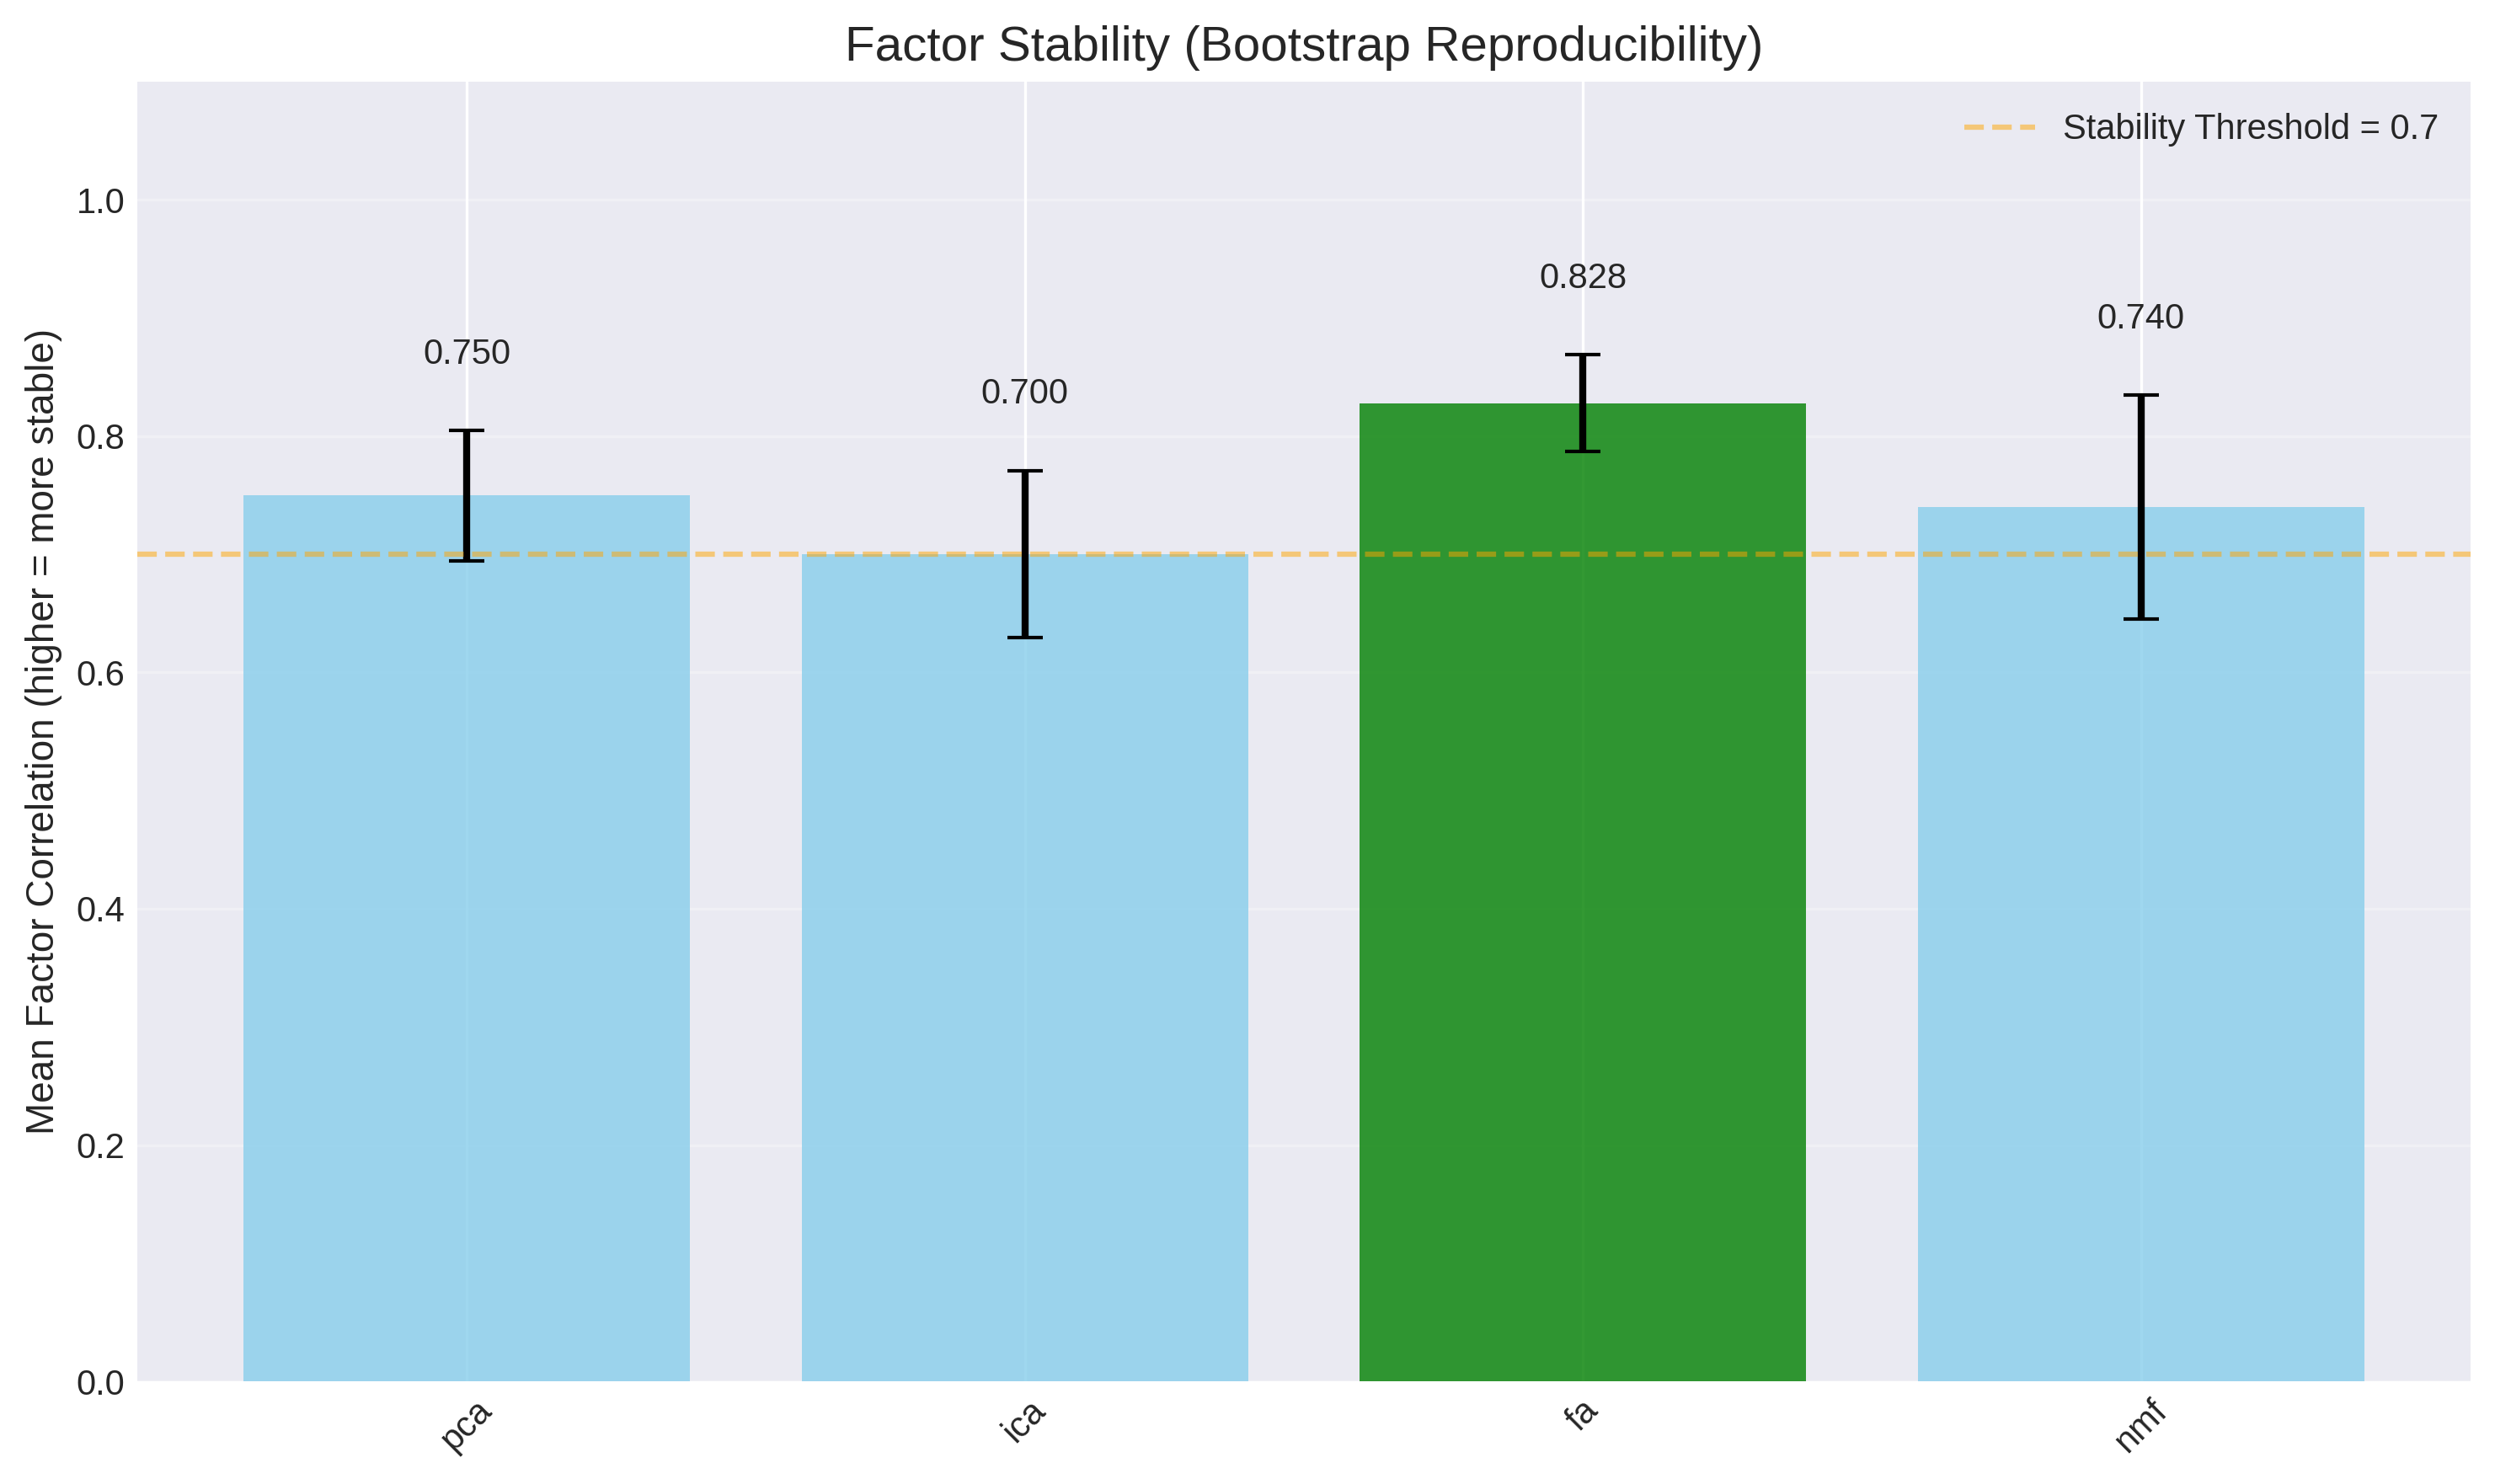 Factor Stability (Bootstrap Reproducibility)
Stability Threshold = 0.7
Mean Factor Correlation (higher = more stable)
1.0
0.8
0.6
0.4
0.2
0.0
0.750
0.700
0.828
0.740
pca
ica
fa
nmf